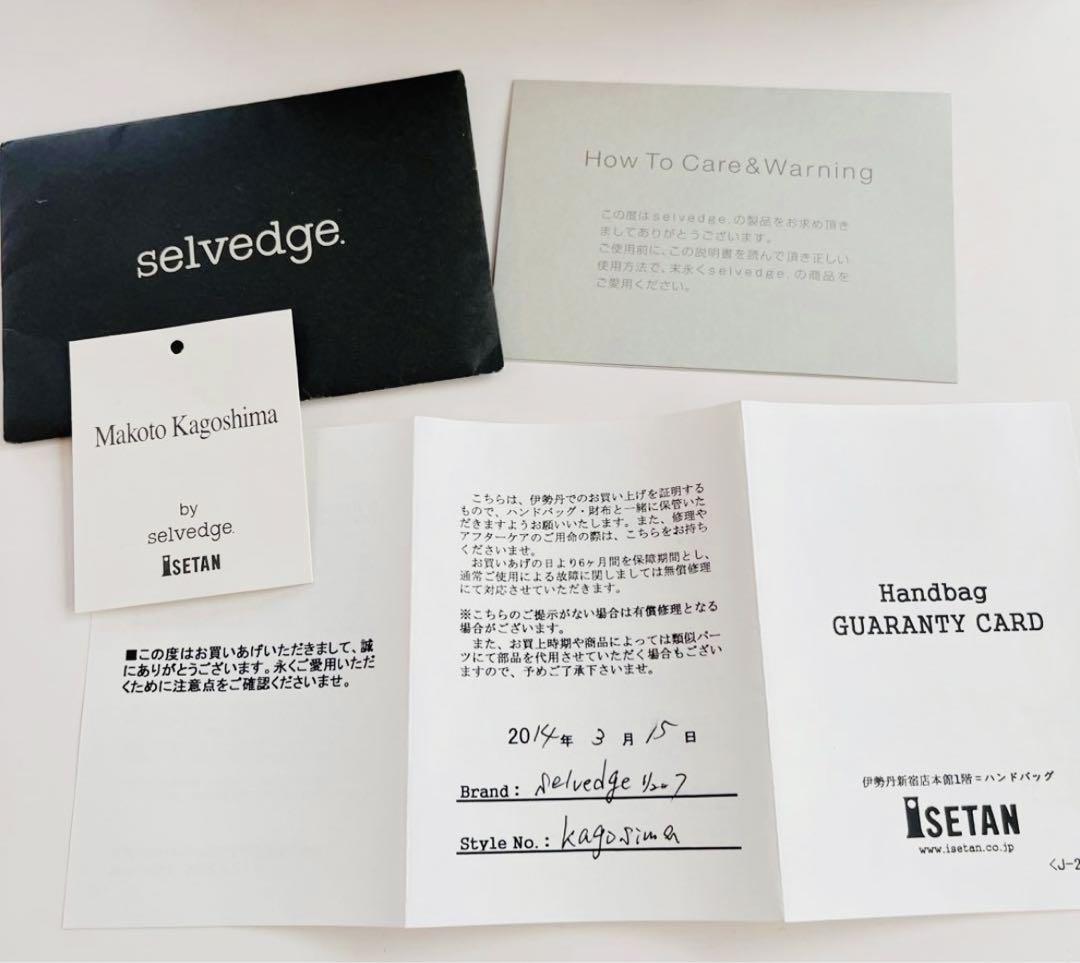 selvedge.
How To Care&Warning
この度はselvedge.の製品をお求め頂き
ましてありがとうございます。
ご使用前に、この説明書を読んで頂き正しい
使用方法で、末永くselvedge.の商品を
ご愛用ください。
Makoto Kagoshima
by
selvedge.
ISETAN
■この度はお買いあげいただきまして、誠
にありがとうございます。永くご愛用いただ
くために注意点をご確認くださいませ。
こちらは、伊勢丹でのお買い上げを証明する
もので、ハンドバッグ・財布と一緒に保管いた
だきますようお願いいたします。また、修理や
アフターケアのご用命の際は、こちらをお持ち
くださいませ。
お買いあげの日より6ヶ月間を保障期間とし、
通常ご使用による故障に関しましては無償修理
にて対応させていただきます。
※こちらのご提示がない場合は有償修理となる
場合がございます。
また、お買上時期や商品によっては類似パー
ツにて部品を代用させていただく場合もござい
ますので、予めご了承下さいませ。
2014年 3月 15日
Brand: selvedge
Style No.: kagosima
Handbag
GUARANTY CARD
伊勢丹新宿店本館1階=ハンドバッグ
ISETAN
www.isetan.co.jp
<J-2